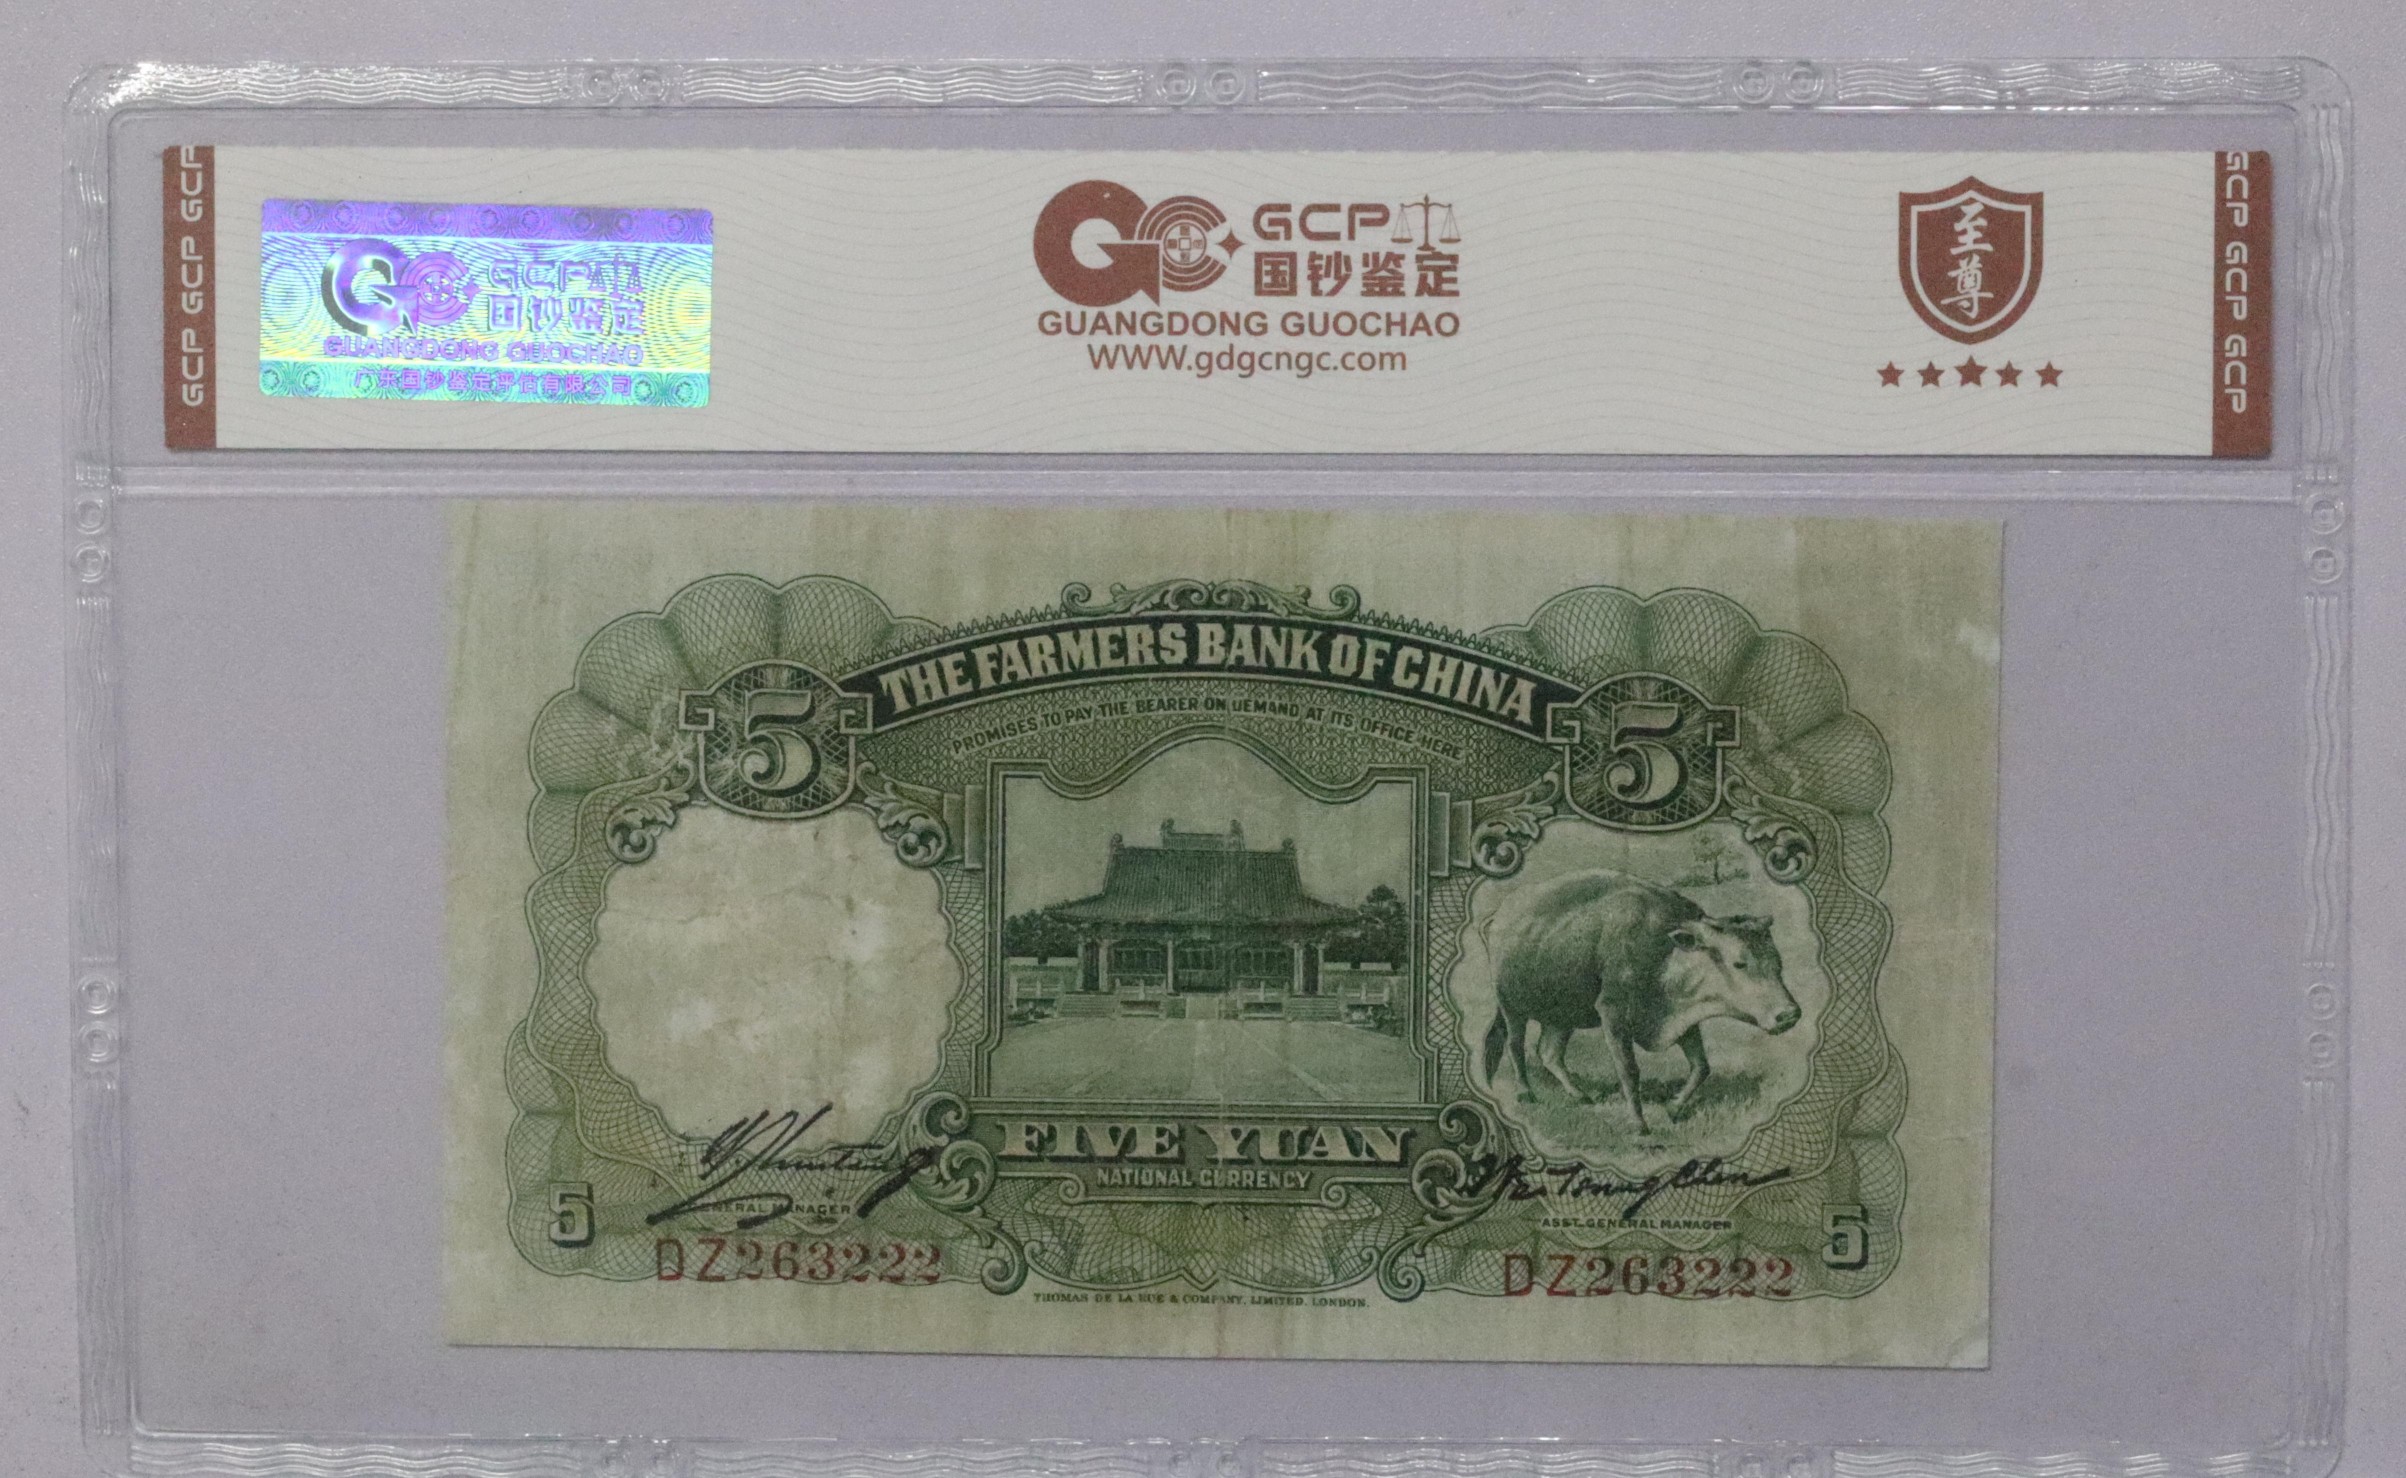 GCP GCP GCP
GCP
国钞鉴定
GUANGDONG GUOCHAO
广东国钞鉴定评估有限公司
GCP
国钞鉴定
GUANGDONG GUOCHAO
WWW.gdgcngc.com
至尊
GCP GCP GCP
THE FARMERS BANK OF CHINA
PROMISES TO PAY THE BEARER ON DEMAND AT ITS OFFICE HERE
5
5
FIVE YUAN
NATIONAL CURRENCY
GENERAL MANAGER
ASST. GENERAL MANAGER
5
5
DZ263222
DZ263222
THOMAS DE LA RUE & COMPANY, LIMITED, LONDON.